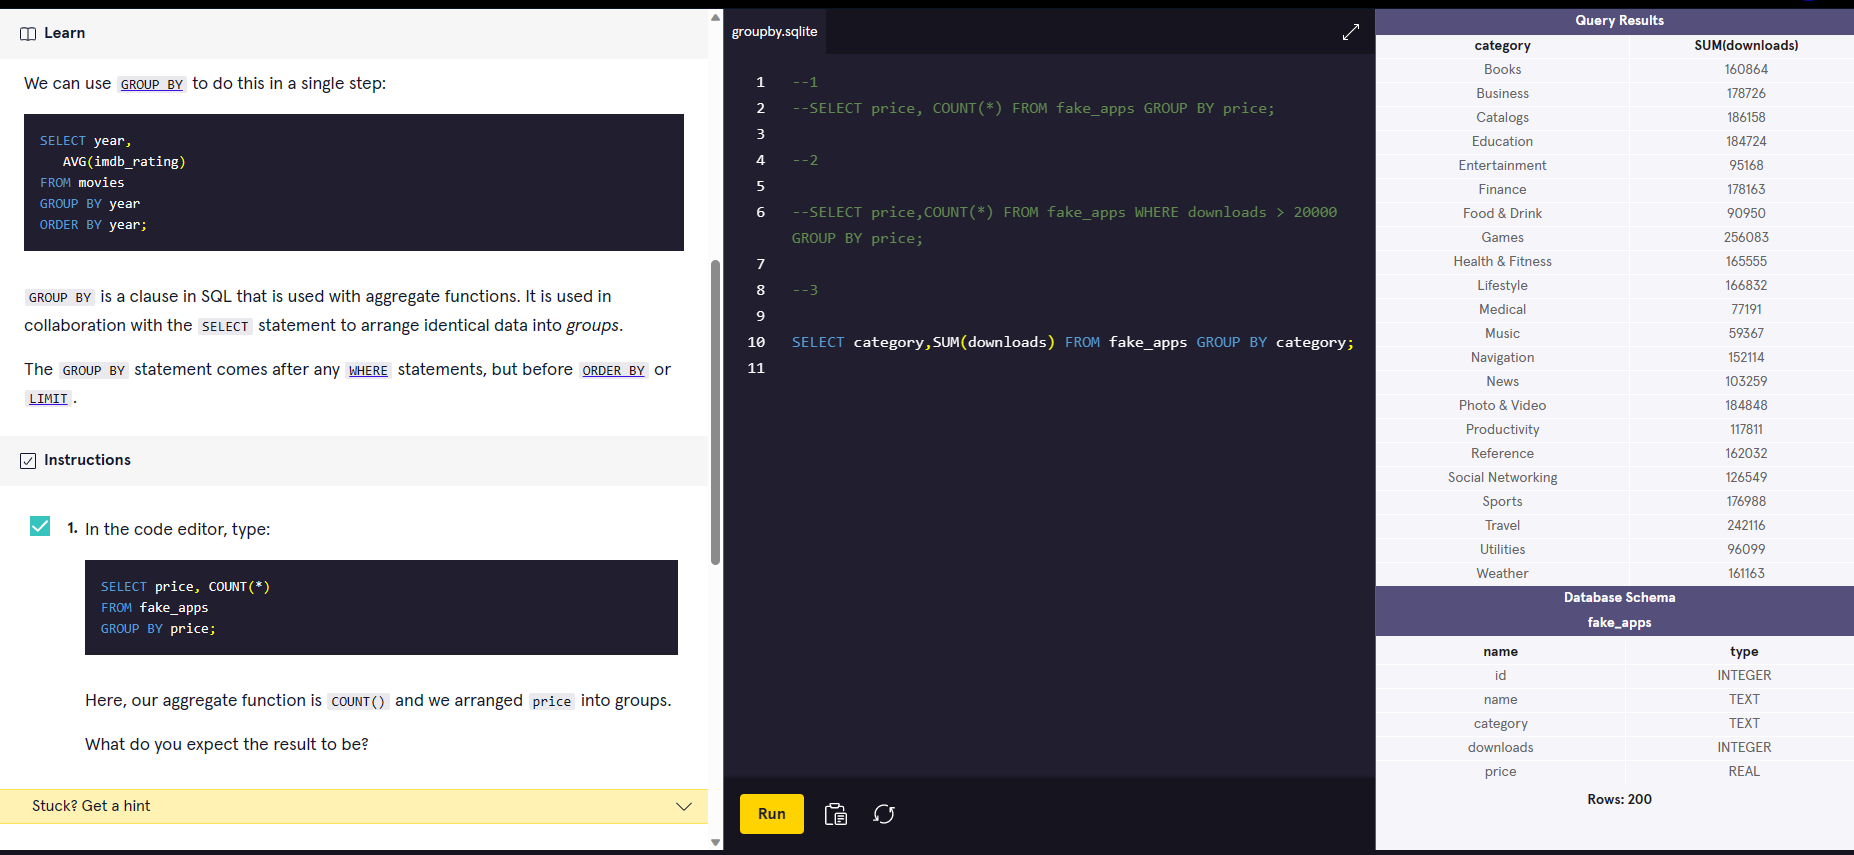 Learn
We can use GROUP BY to do this in a single step:
SELECT year,
   AVG(imdb_rating)
FROM movies
GROUP BY year
ORDER BY year;
GROUP BY is a clause in SQL that is used with aggregate functions. It is used in
collaboration with the SELECT statement to arrange identical data into groups.
The GROUP BY statement comes after any WHERE statements, but before ORDER BY or
LIMIT.
Instructions
1. In the code editor, type:
SELECT price, COUNT(*)
FROM fake_apps
GROUP BY price;
Here, our aggregate function is COUNT() and we arranged price into groups.
What do you expect the result to be?
Stuck? Get a hint
groupby.sqlite
1 --1
2 --SELECT price, COUNT(*) FROM fake_apps GROUP BY price;
3
4 --2
5
6 --SELECT price,COUNT(*) FROM fake_apps WHERE downloads > 20000
GROUP BY price;
7
8 --3
9
10 SELECT category,SUM(downloads) FROM fake_apps GROUP BY category;
11
Run
Query Results
category SUM(downloads)
Books 160864
Business 178726
Catalogs 186158
Education 184724
Entertainment 95168
Finance 178163
Food & Drink 90950
Games 256083
Health & Fitness 165555
Lifestyle 166832
Medical 77191
Music 59367
Navigation 152114
News 103259
Photo & Video 184848
Productivity 117811
Reference 162032
Social Networking 126549
Sports 176988
Travel 242116
Utilities 96099
Weather 161163
Database Schema
fake_apps
name type
id INTEGER
name TEXT
category TEXT
downloads INTEGER
price REAL
Rows: 200